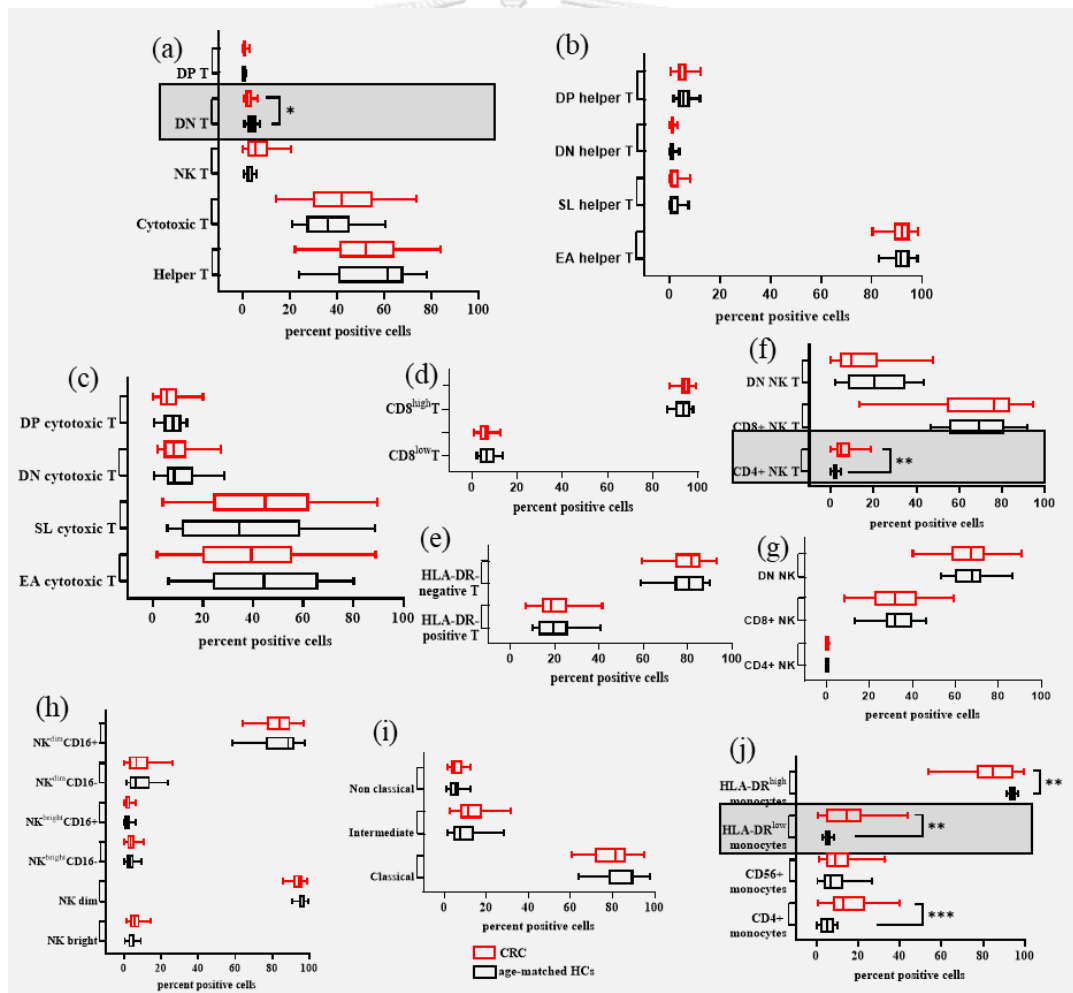 (a)
DP T
DN T
*
NK T
Cytotoxic T
Helper T
0 20 40 60 80 100
percent positive cells
(b)
DP helper T
DN helper T
SL helper T
EA helper T
0 20 40 60 80 100
percent positive cells
(c)
DP cytotoxic T
DN cytotoxic T
SL cytoxic T
EA cytotoxic T
0 20 40 60 80 100
percent positive cells
(d)
CD8highT
CD8lowT
0 20 40 60 80 100
percent positive cells
(e)
HLA-DR-
negative T
HLA-DR-
positive T
0 20 40 60 80 100
percent positive cells
(f)
DN NK T
CD8+ NK T
CD4+ NK T
**
0 20 40 60 80 100
percent positive cells
(g)
DN NK
CD8+ NK
CD4+ NK
0 20 40 60 80 100
percent positive cells
(h)
NKdimCD16+
NKdimCD16-
NKbrightCD16+
NKbrightCD16-
NK dim
NK bright
0 20 40 60 80 100
percent positive cells
(i)
Non classical
Intermediate
Classical
0 20 40 60 80 100
percent positive cells
CRC
age-matched HCs
(j)
HLA-DRhigh
monocytes
**
HLA-DRlow
monocytes
**
CD56+
monocytes
CD4+
monocytes
***
0 20 40 60 80 100
percent positive cells